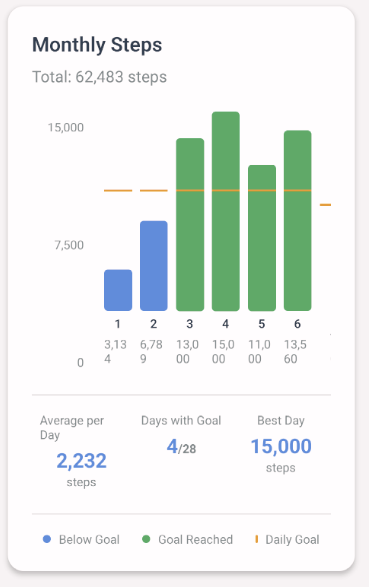 Monthly Steps
Total: 62,483 steps
15,000
7,500
0
1 2 3 4 5 6
3,13 6,78 13,0 15,0 11,0 13,5
4 9 00 00 00 60
Average per Days with Goal Best Day
Day
2,232 4/28 15,000
steps steps
Below Goal Goal Reached Daily Goal